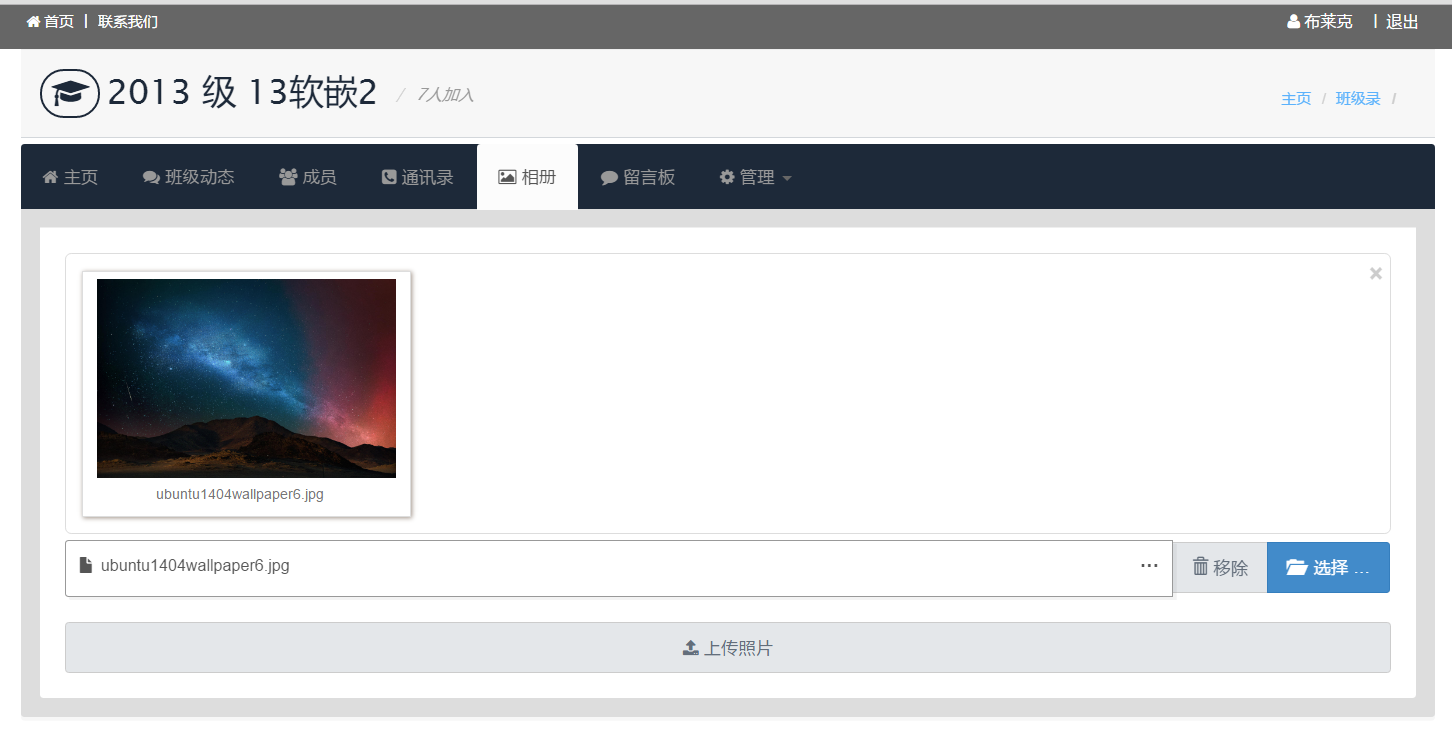 首页 | 联系我们
布莱克 | 退出
2013 级 13软嵌2 / 7人加入
主页 / 班级录 /
主页 班级动态 成员 通讯录 相册 留言板 管理
×
ubuntu1404wallpaper6.jpg
ubuntu1404wallpaper6.jpg ... 移除 选择 ...
上传照片